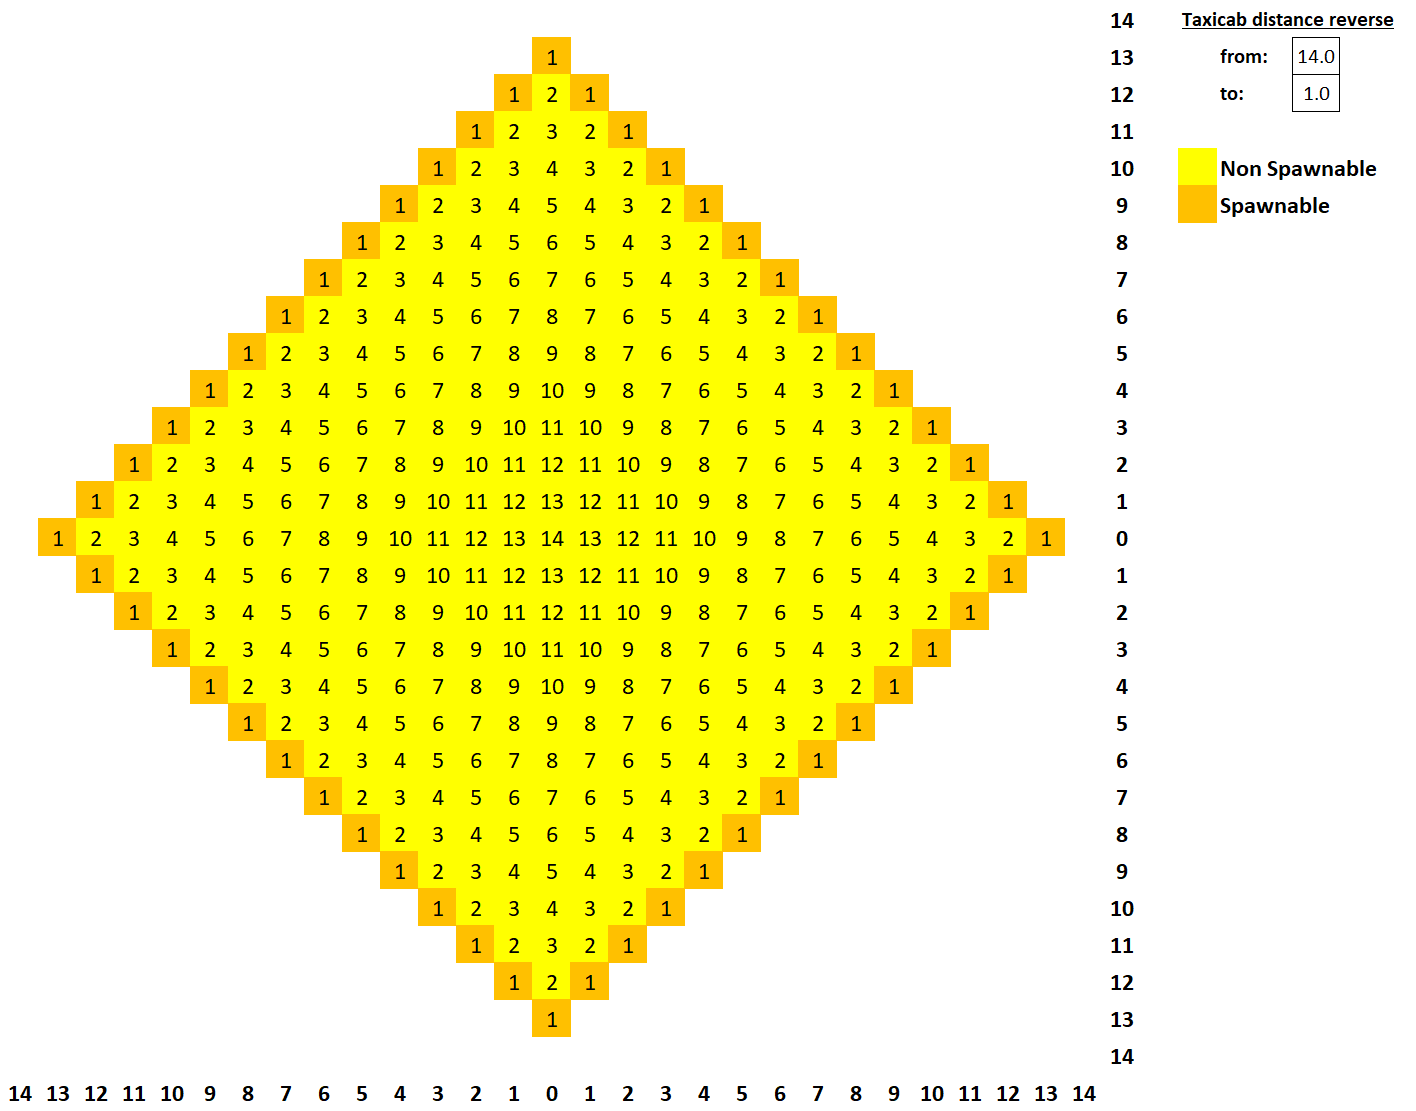 14 Taxicab distance reverse
1 13 from: 14.0
1 2 1 12 to: 1.0
1 2 3 2 1 11
1 2 3 4 3 2 1 10 Non Spawnable
1 2 3 4 5 4 3 2 1 9 Spawnable
1 2 3 4 5 6 5 4 3 2 1 8
1 2 3 4 5 6 7 6 5 4 3 2 1 7
1 2 3 4 5 6 7 8 7 6 5 4 3 2 1 6
1 2 3 4 5 6 7 8 9 8 7 6 5 4 3 2 1 5
1 2 3 4 5 6 7 8 9 10 9 8 7 6 5 4 3 2 1 4
1 2 3 4 5 6 7 8 9 10 11 10 9 8 7 6 5 4 3 2 1 3
1 2 3 4 5 6 7 8 9 10 11 12 11 10 9 8 7 6 5 4 3 2 1 2
1 2 3 4 5 6 7 8 9 10 11 12 13 12 11 10 9 8 7 6 5 4 3 2 1 1
1 2 3 4 5 6 7 8 9 10 11 12 13 14 13 12 11 10 9 8 7 6 5 4 3 2 1 0
1 2 3 4 5 6 7 8 9 10 11 12 13 12 11 10 9 8 7 6 5 4 3 2 1 1
1 2 3 4 5 6 7 8 9 10 11 12 11 10 9 8 7 6 5 4 3 2 1 2
1 2 3 4 5 6 7 8 9 10 11 10 9 8 7 6 5 4 3 2 1 3
1 2 3 4 5 6 7 8 9 10 9 8 7 6 5 4 3 2 1 4
1 2 3 4 5 6 7 8 9 8 7 6 5 4 3 2 1 5
1 2 3 4 5 6 7 8 7 6 5 4 3 2 1 6
1 2 3 4 5 6 7 6 5 4 3 2 1 7
1 2 3 4 5 6 5 4 3 2 1 8
1 2 3 4 5 4 3 2 1 9
1 2 3 4 3 2 1 10
1 2 3 2 1 11
1 2 1 12
1 13
14
14 13 12 11 10 9 8 7 6 5 4 3 2 1 0 1 2 3 4 5 6 7 8 9 10 11 12 13 14